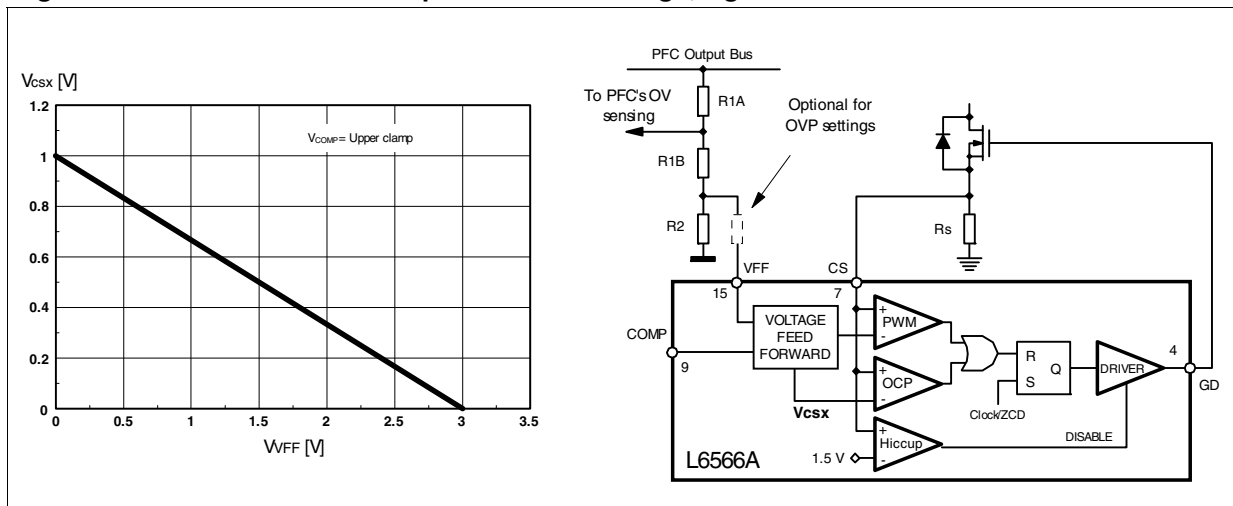 Vcsx [V]
1.2
1
0.8
0.6
0.4
0.2
0
0
0.5
1
1.5
2
2.5
3
3.5
VCOMP= Upper clamp
VVFF [V]
PFC Output Bus
To PFC's OV
sensing
R1A
Optional for
OVP settings
R1B
R2
Rs
VFF
CS
15
7
COMP
9
VOLTAGE
FEED
FORWARD
+
PWM
-
+
OCP
-
Vcsx
+
Hiccup
-
1.5 V
R
Q
S
Clock/ZCD
DRIVER
4
GD
DISABLE
L6566A